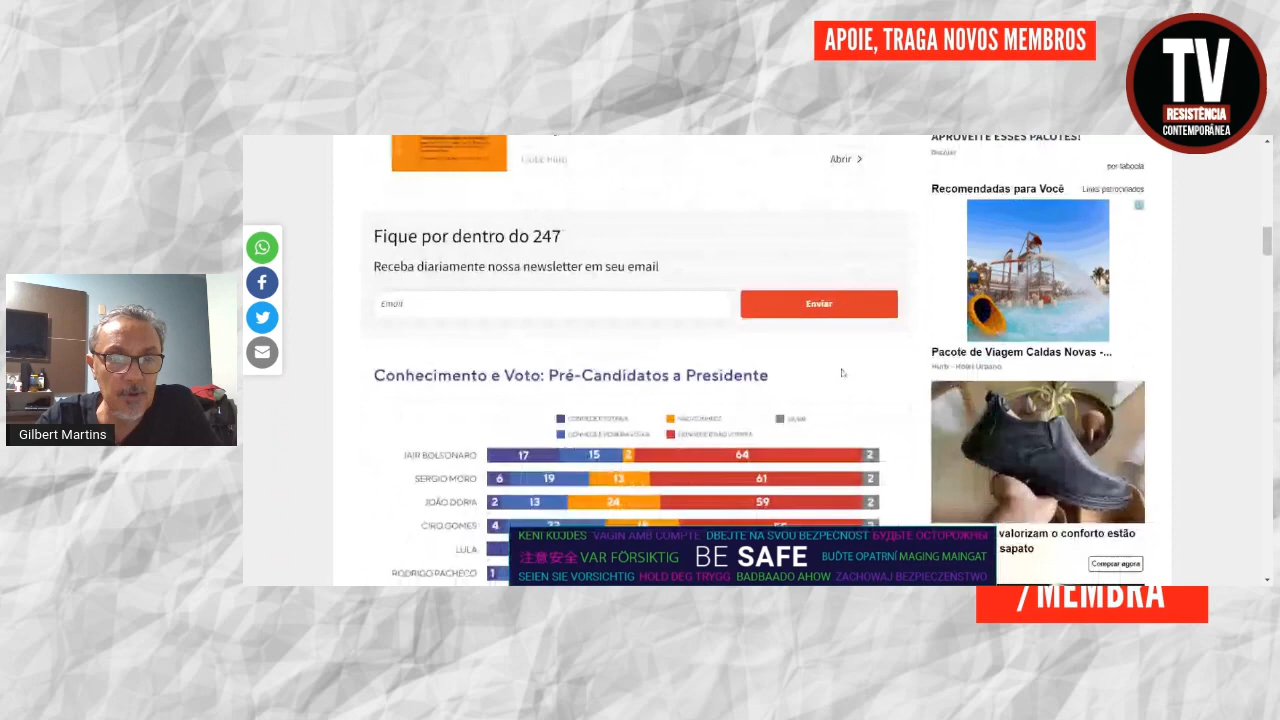 APOIE, TRAGA NOVOS MEMBROS
TV
RESISTÊNCIA
CONTEMPORÂNEA
Abrir
APROVEITE ESSES PACOTES!
por taboola
Recomendadas para Você
Links patrocinados
Fique por dentro do 247
Receba diariamente nossa newsletter em seu email
Email
Enviar
Pacote de Viagem Caldas Novas -...
Hurb - Hotel Urbano
Conhecimento e Voto: Pré-Candidatos a Presidente
JAIR BOLSONARO 17 15 2 64 2
SERGIO MORO 6 19 13 61 2
JOÃO DORIA 2 13 24 59 2
CIRO GOMES 4 2
LULA
RODRIGO PACHECO 1
Gilbert Martins
KENI KUJDES VAGIN AMB COMPTE DBEJTE NA SVOU BEZPEČNOST БУДЬТЕ ОСТОРОЖНЫ
注意安全 VAR FÖRSIKTIG BE SAFE BUĎTE OPATRNÍ MAGING MAINGAT
SEIEN SIE VORSICHTIG HOLD DEG TRYGG BADBAADO AHOW ZACHOWAJ BEZPIECZEŃSTWO
valorizam o conforto estão
sapato
Comprar agora
/ MEMBRA